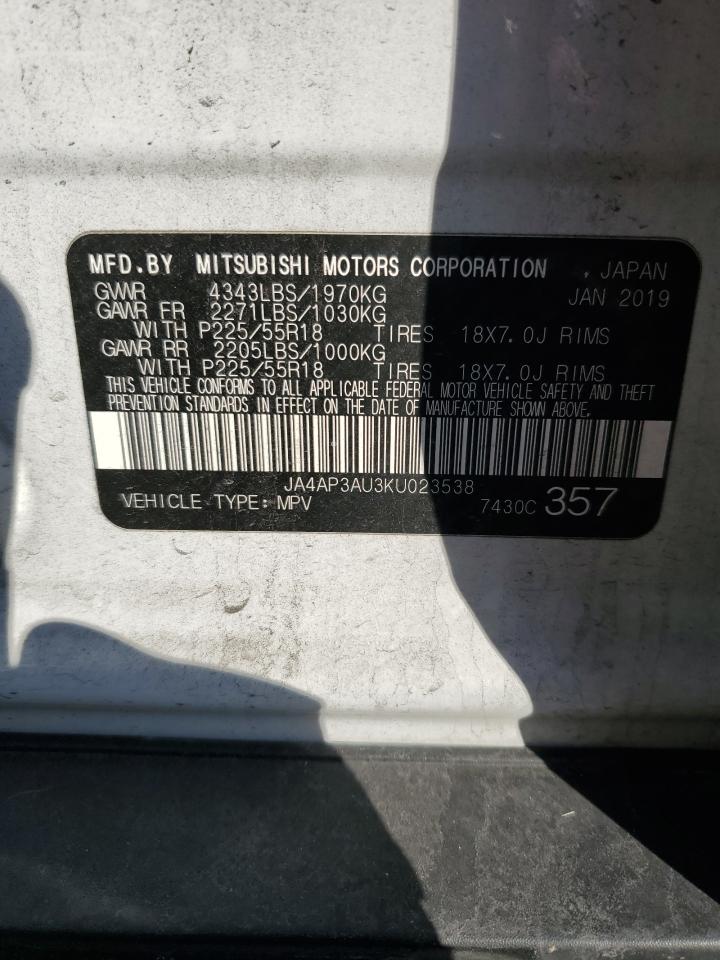 MFD.BY MITSUBISHI MOTORS CORPORATION , JAPAN
GVWR 4343LBS/1970KG JAN 2019
GAWR FR 2271LBS/1030KG
WITH P225/55R18 TIRES 18X7.0J RIMS
GAWR RR 2205LBS/1000KG
WITH P225/55R18 TIRES 18X7.0J RIMS
THIS VEHICLE CONFORMS TO ALL APPLICABLE FEDERAL MOTOR VEHICLE SAFETY AND THEFT
PREVENTION STANDARDS IN EFFECT ON THE DATE OF MANUFACTURE SHOWN ABOVE.
JA4AP3AU3KU023538
VEHICLE TYPE: MPV 7430C 357